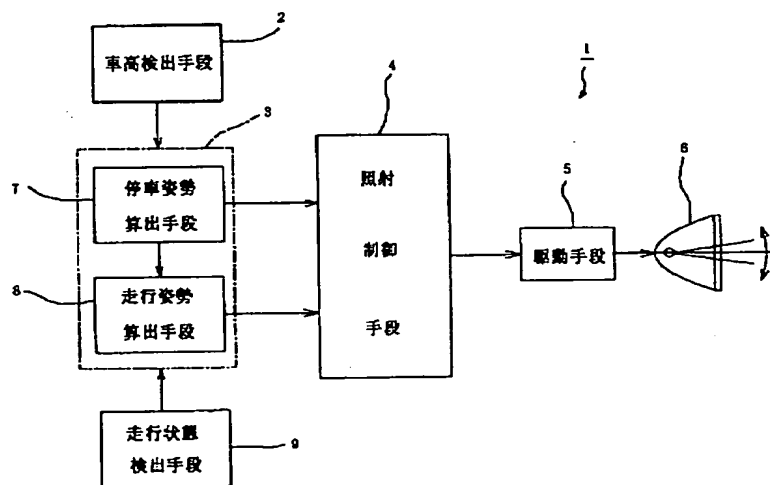 2
車高検出手段
3
4
1
7
停車姿勢
算出手段
照射
制御
手段
5
駆動手段
6
8
走行姿勢
算出手段
走行状態
検出手段
9